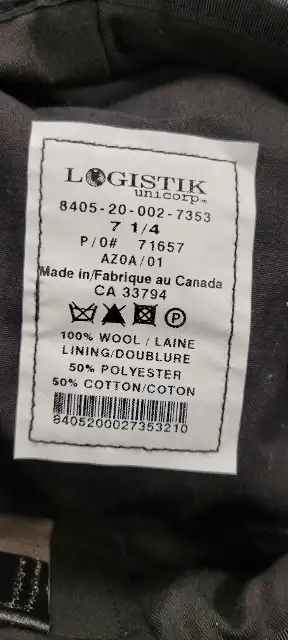 LOGISTIK
unicorp
8405-20-002-7353
7 1/4
P/0# 71657
AZ0A/01
Made in/Fabrique au Canada
CA 33794
P
100% WOOL / LAINE
LINING/DOUBLURE
50% POLYESTER
50% COTTON/COTON
8405200027353210